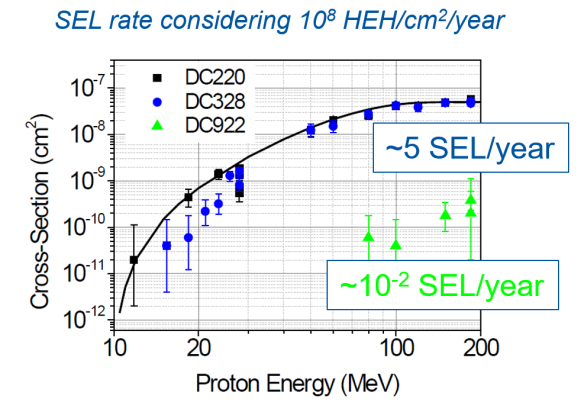 SEL rate considering 10⁸ HEH/cm²/year
DC220
DC328
DC922
~5 SEL/year
~10⁻² SEL/year
Cross-Section (cm²)
10⁻⁷
10⁻⁸
10⁻⁹
10⁻¹⁰
10⁻¹¹
10⁻¹²
10 20 100 200
Proton Energy (MeV)